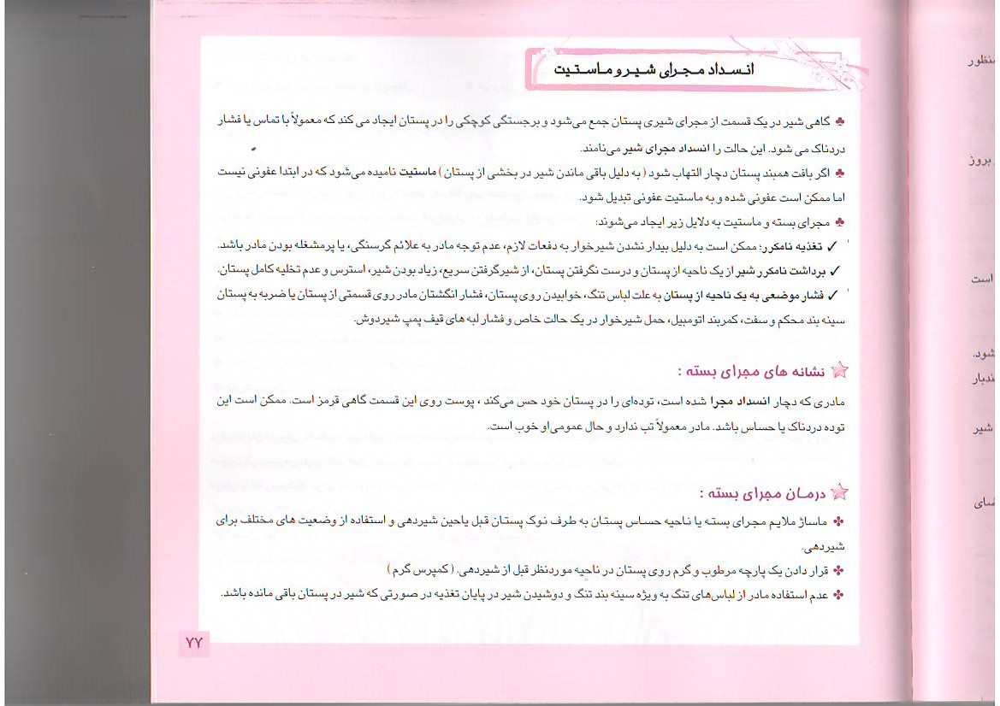 انسداد مجرای شیر و ماستیت
♣ گاهی شیر در یک قسمت از مجرای شیری پستان جمع می‌شود و برجستگی کوچکی را در پستان ایجاد می کند که معمولاً با تماس یا فشار
دردناک می شود. این حالت را انسداد مجرای شیر می‌نامند.
♣ اگر بافت همبند پستان دچار التهاب شود ( به دلیل باقی ماندن شیر در بخشی از پستان ) ماستیت نامیده می‌شود که در ابتدا عفونی نیست
اما ممکن است عفونی شده و به ماستیت عفونی تبدیل شود.
♣ مجرای بسته و ماستیت به دلایل زیر ایجاد می‌شوند:
✓ تغذیه نامکرر؛ ممکن است به دلیل بیدار نشدن شیرخوار به دفعات لازم، عدم توجه مادر به علائم گرسنگی، یا پرمشغله بودن مادر باشد.
✓ برداشت نامکرر شیر از یک ناحیه از پستان و درست نگرفتن پستان، از شیرگرفتن سریع، زیاد بودن شیر، استرس و عدم تخلیه کامل پستان.
✓ فشار موضعی به یک ناحیه از پستان به علت لباس تنگ، خوابیدن روی پستان، فشار انگشتان مادر روی قسمتی از پستان یا ضربه به پستان
سینه بند محکم و سفت، کمربند اتومبیل، حمل شیرخوار در یک حالت خاص و فشار لبه های قیف پمپ شیردوش.
نشانه های مجرای بسته :
مادری که دچار انسداد مجرا شده است، توده‌ای را در پستان خود حس می‌کند ، پوست روی این قسمت گاهی قرمز است. ممکن است این
توده دردناک یا حساس باشد. مادر معمولاً تب ندارد و حال عمومی‌او خوب است.
درمان مجرای بسته :
✤ ماساژ ملایم مجرای بسته یا ناحیه حساس پستان به طرف نوک پستان قبل یاحین شیردهی و استفاده از وضعیت های مختلف برای
شیردهی.
✤ قرار دادن یک پارچه مرطوب و گرم روی پستان در ناحیه موردنظر قبل از شیردهی. ( کمپرس گرم )
✤ عدم استفاده مادر از لباس‌های تنگ به ویژه سینه بند تنگ و دوشیدن شیر در پایان تغذیه در صورتی که شیر در پستان باقی مانده باشد.
۷۷
بروز
است
شیر